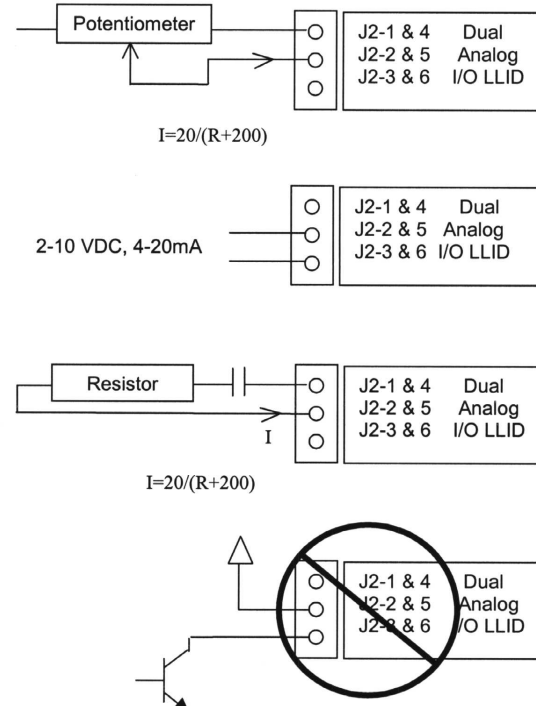 Potentiometer
J2-1 & 4 Dual
J2-2 & 5 Analog
J2-3 & 6 I/O LLID
I=20/(R+200)
2-10 VDC, 4-20mA
J2-1 & 4 Dual
J2-2 & 5 Analog
J2-3 & 6 I/O LLID
Resistor
J2-1 & 4 Dual
J2-2 & 5 Analog
J2-3 & 6 I/O LLID
I
I=20/(R+200)
J2-1 & 4 Dual
J2-2 & 5 Analog
J2-3 & 6 I/O LLID